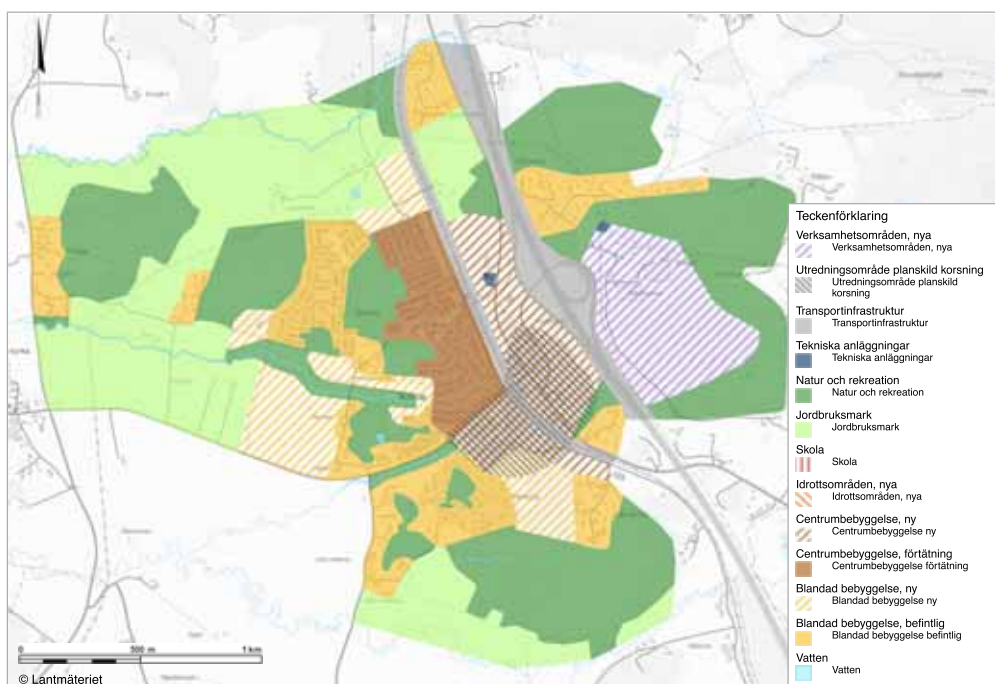 Teckenförklaring
Verksamhetsområden, nya
Verksamhetsområden, nya
Utredningsområde planskild korsning
Utredningsområde planskild
korsning
Transportinfrastruktur
Transportinfrastruktur
Tekniska anläggningar
Tekniska anläggningar
Natur och rekreation
Natur och rekreation
Jordbruksmark
Jordbruksmark
Skola
Skola
Idrottsområden, nya
Idrottsområden, nya
Centrumbebyggelse, ny
Centrumbebyggelse ny
Centrumbebyggelse, förtätning
Centrumbebyggelse förtätning
Blandad bebyggelse, ny
Blandad bebyggelse ny
Blandad bebyggelse, befintlig
Blandad bebyggelse befintlig
Vatten
Vatten
0 500 m 1 km
© Lantmäteriet